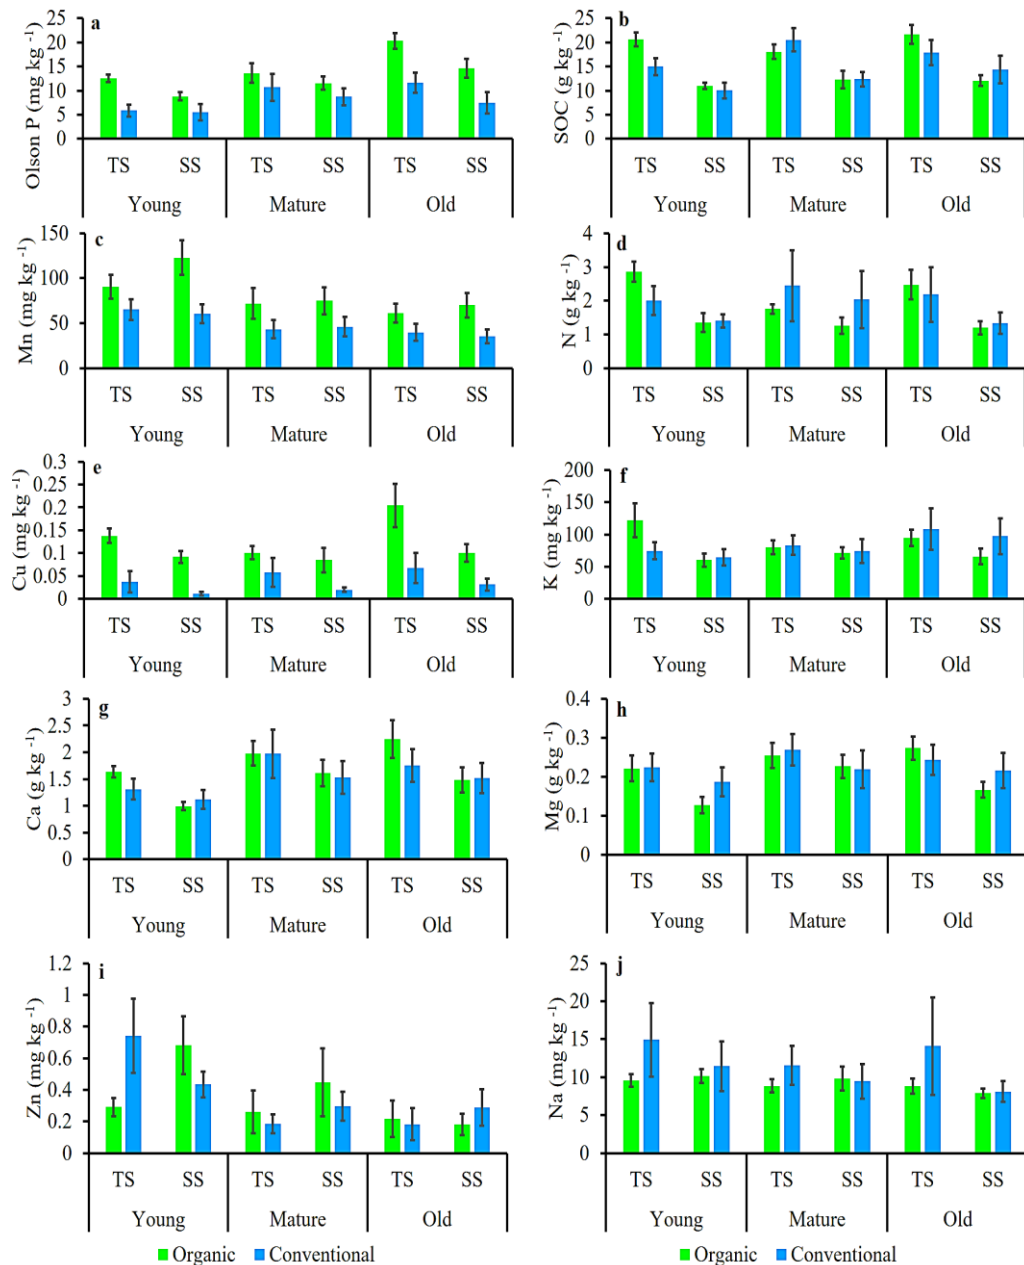 a
Olson P (mg kg -1)
25
20
15
10
5
0
TS SS TS SS TS SS
Young Mature Old
b
SOC (g kg -1)
25
20
15
10
5
0
TS SS TS SS TS SS
Young Mature Old
c
Mn (mg kg -1)
150
100
50
0
TS SS TS SS TS SS
Young Mature Old
d
N (g kg -1)
4
3
2
1
0
TS SS TS SS TS SS
Young Mature Old
e
Cu (mg kg -1)
0.3
0.25
0.2
0.15
0.1
0.05
0
TS SS TS SS TS SS
Young Mature Old
f
K (mg kg -1)
200
150
100
50
0
TS SS TS SS TS SS
Young Mature Old
g
Ca (g kg -1)
3
2.5
2
1.5
1
0.5
0
TS SS TS SS TS SS
Young Mature Old
h
Mg (mg kg -1)
0.4
0.3
0.2
0.1
0
TS SS TS SS TS SS
Young Mature Old
i
Zn (mg kg -1)
1.2
1
0.8
0.6
0.4
0.2
0
TS SS TS SS TS SS
Young Mature Old
j
Na (mg kg -1)
25
20
15
10
5
0
TS SS TS SS TS SS
Young Mature Old
Organic Conventional
Organic Conventional